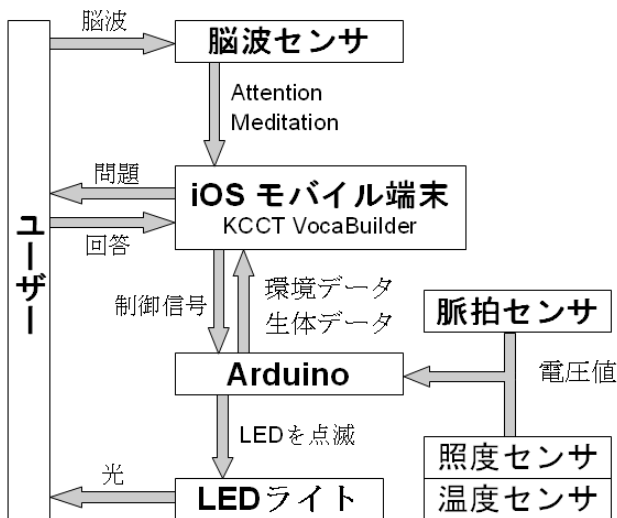 脳波
脳波センサ
Attention
Meditation
問題
iOS モバイル端末
KCCT VocaBuilder
回答
ユーザー
制御信号
環境データ
生体データ
脈拍センサ
Arduino
電圧値
LEDを点滅
照度センサ
光
LEDライト
温度センサ